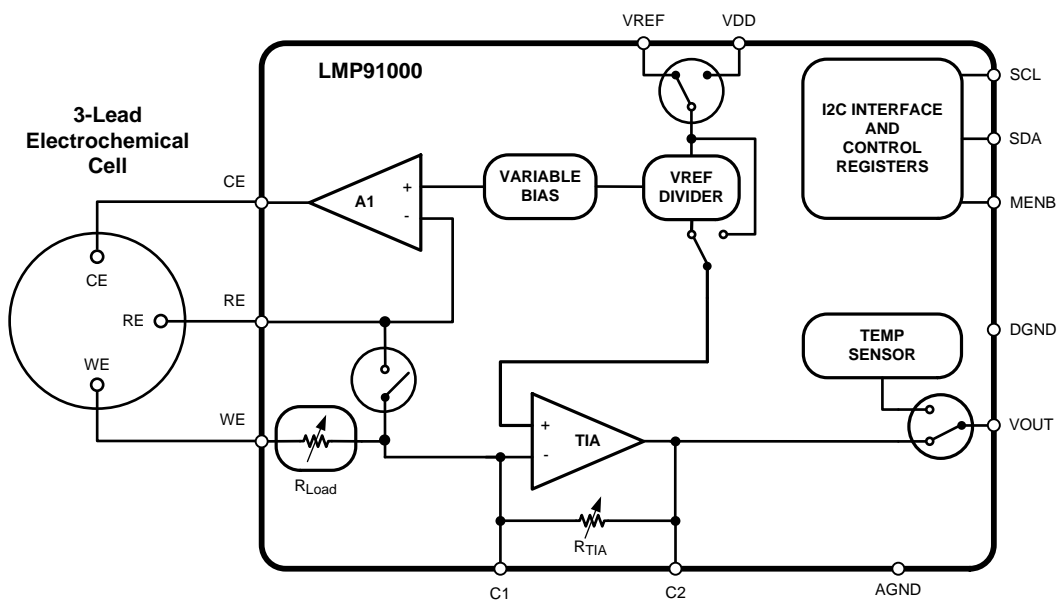 VREF
VDD
LMP91000
SCL
3-Lead
Electrochemical
Cell
I2C INTERFACE
AND
CONTROL
REGISTERS
SDA
CE
A1
+
-
VARIABLE
BIAS
VREF
DIVIDER
MENB
CE
RE
RE
DGND
TEMP
SENSOR
WE
WE
VOUT
+
-
TIA
RLoad
RTIA
C1
C2
AGND